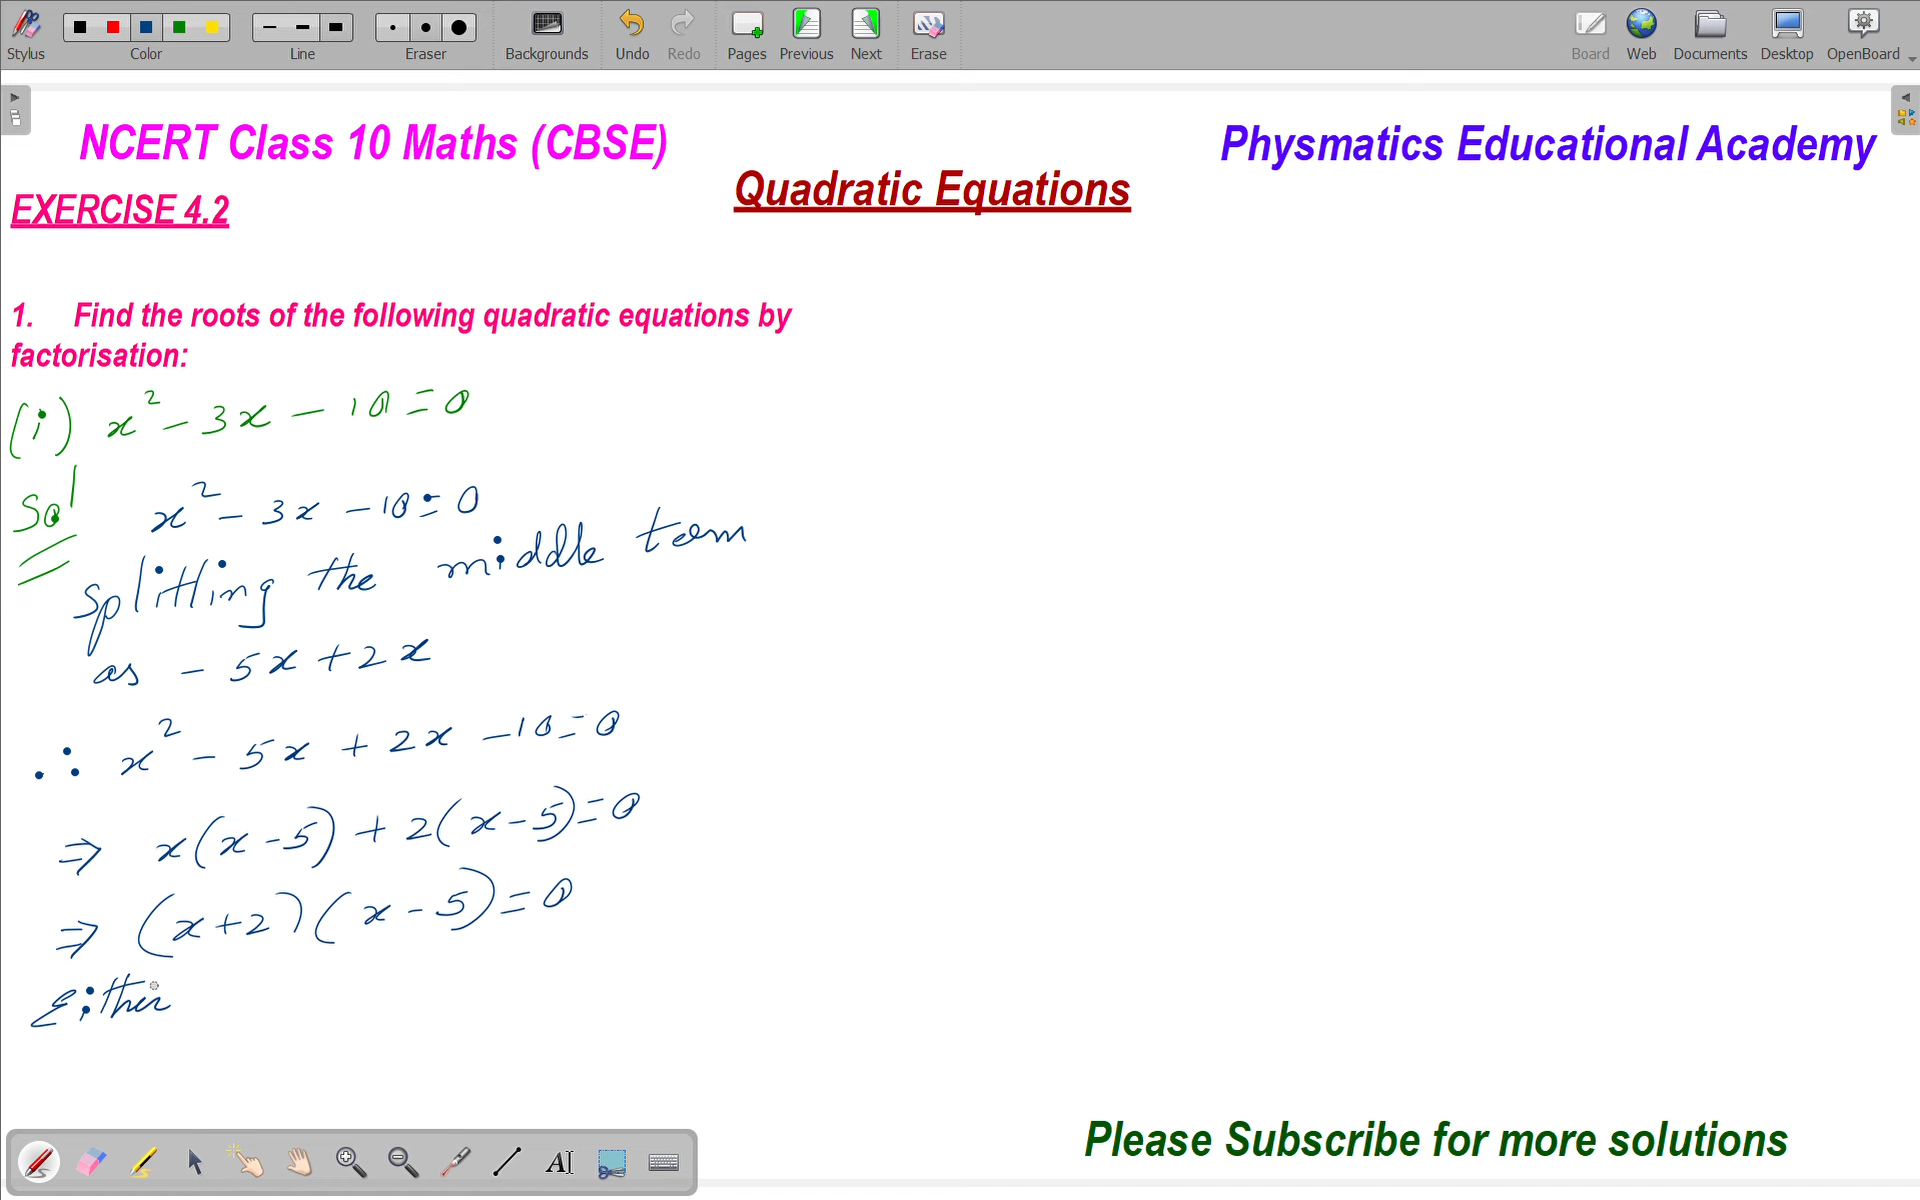 Stylus Color Line Eraser Backgrounds Undo Redo Pages Previous Next Erase Board Web Documents Desktop OpenBoard
NCERT Class 10 Maths (CBSE)
Physmatics Educational Academy
Quadratic Equations
EXERCISE 4.2
1. Find the roots of the following quadratic equations by
factorisation:
(i) x² - 3x - 10 = 0
Sol
x² - 3x - 10 = 0
Splitting the middle term
as - 5x + 2x
∴ x² - 5x + 2x - 10 = 0
⇒ x(x - 5) + 2(x - 5) = 0
⇒ (x + 2)(x - 5) = 0
Either
Please Subscribe for more solutions